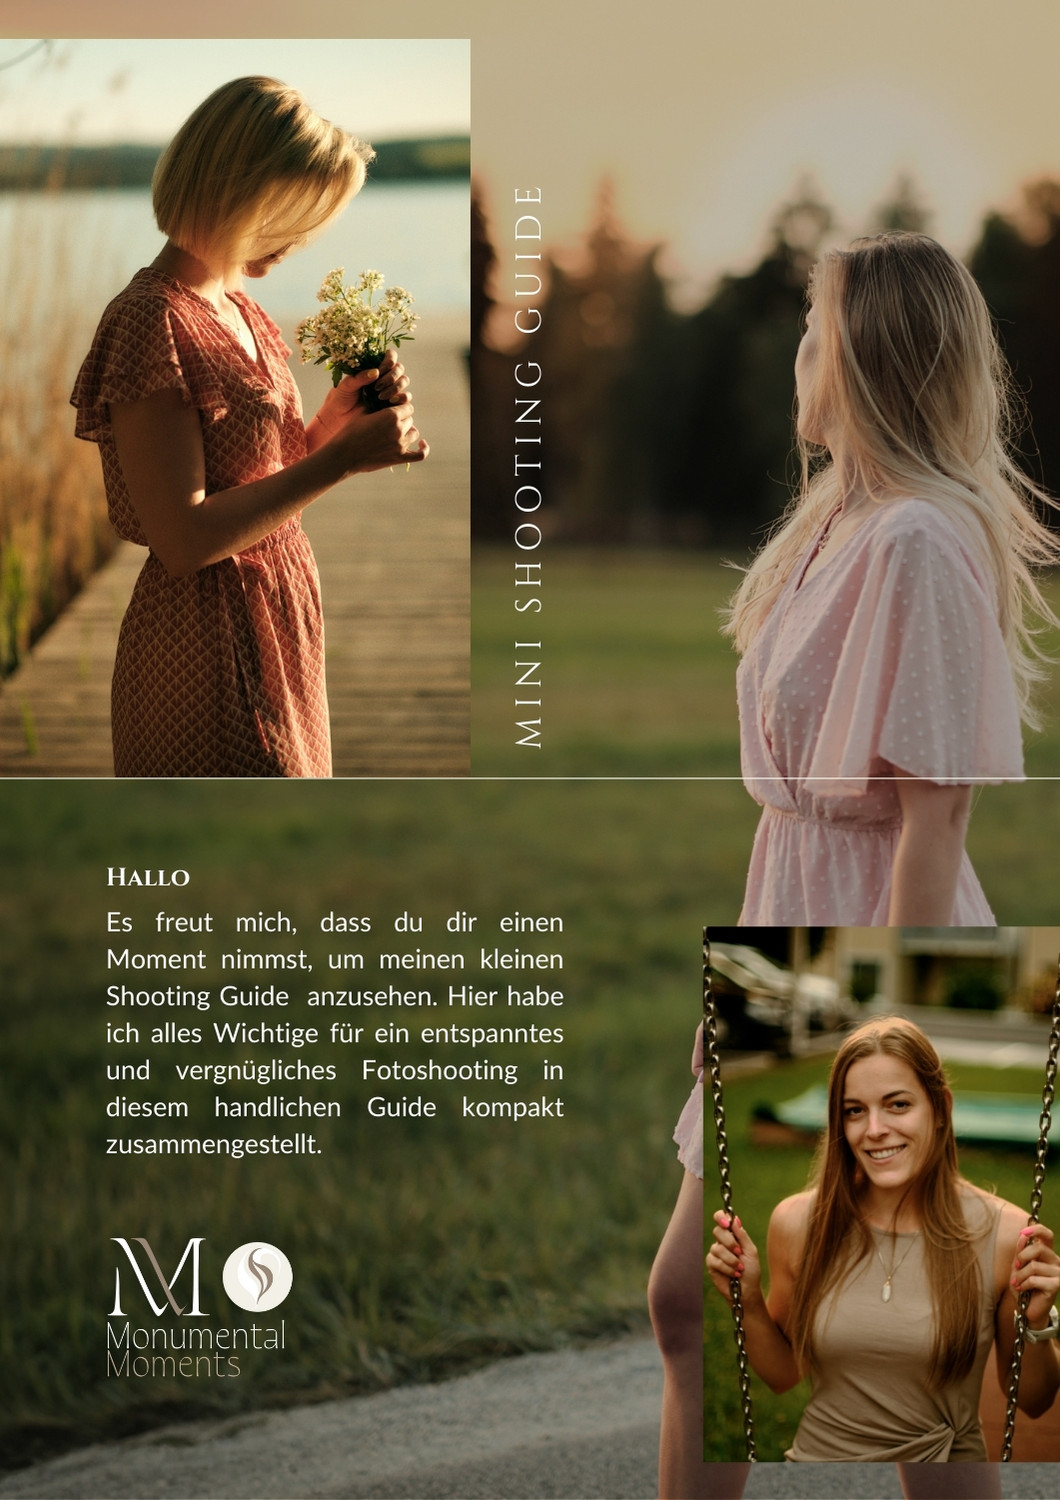 MINI SHOOTING GUIDE
HALLO
Es freut mich, dass du dir einen
Moment nimmst, um meinen kleinen
Shooting Guide anzusehen. Hier habe
ich alles Wichtige für ein entspanntes
und vergnügliches Fotoshooting in
diesem handlichen Guide kompakt
zusammengestellt.
M
Monumental
Moments